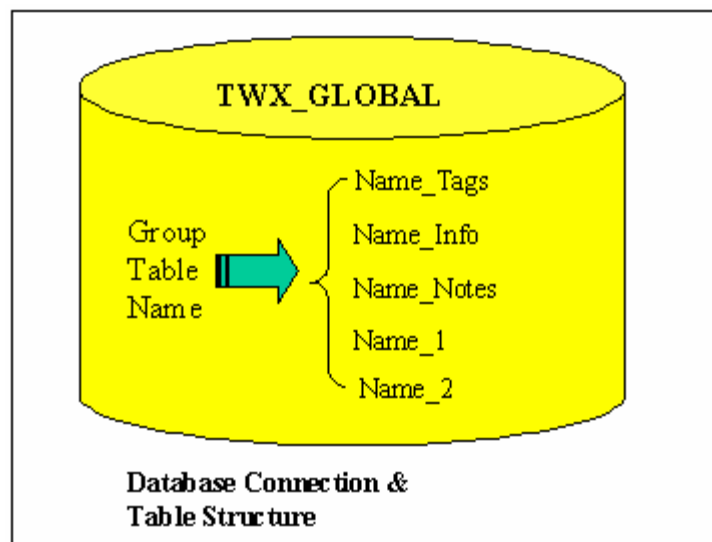 TWX_GLOBAL
Group
Table
Name
Name_Tags
Name_Info
Name_Notes
Name_1
Name_2
Database Connection &
Table Structure